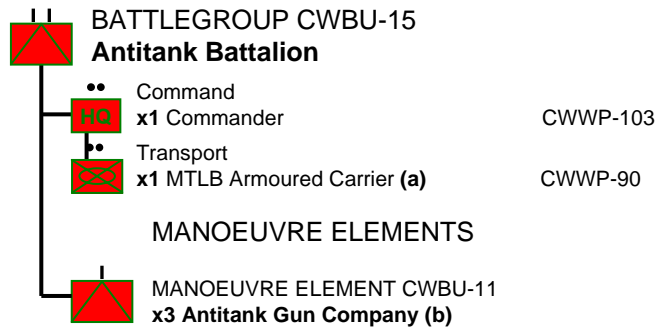 BATTLEGROUP CWBU-15
Antitank Battalion
Command
HQ x1 Commander CWWP-103
Transport
x1 MTLB Armoured Carrier (a) CWWP-90
MANOEUVRE ELEMENTS
MANOEUVRE ELEMENT CWBU-11
x3 Antitank Gun Company (b)